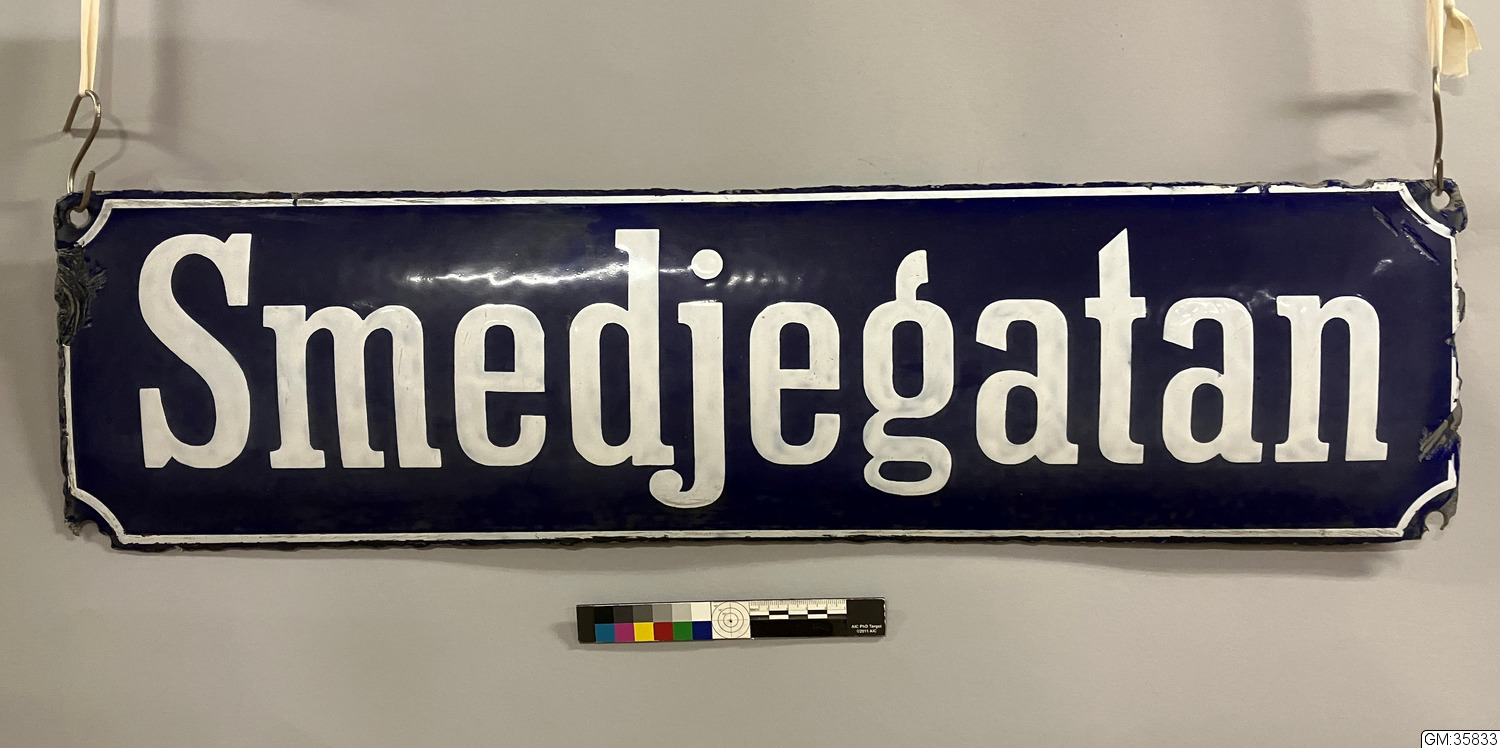 Smedjegatan
AIC PhD Target
©2011 AIC
GM:35833